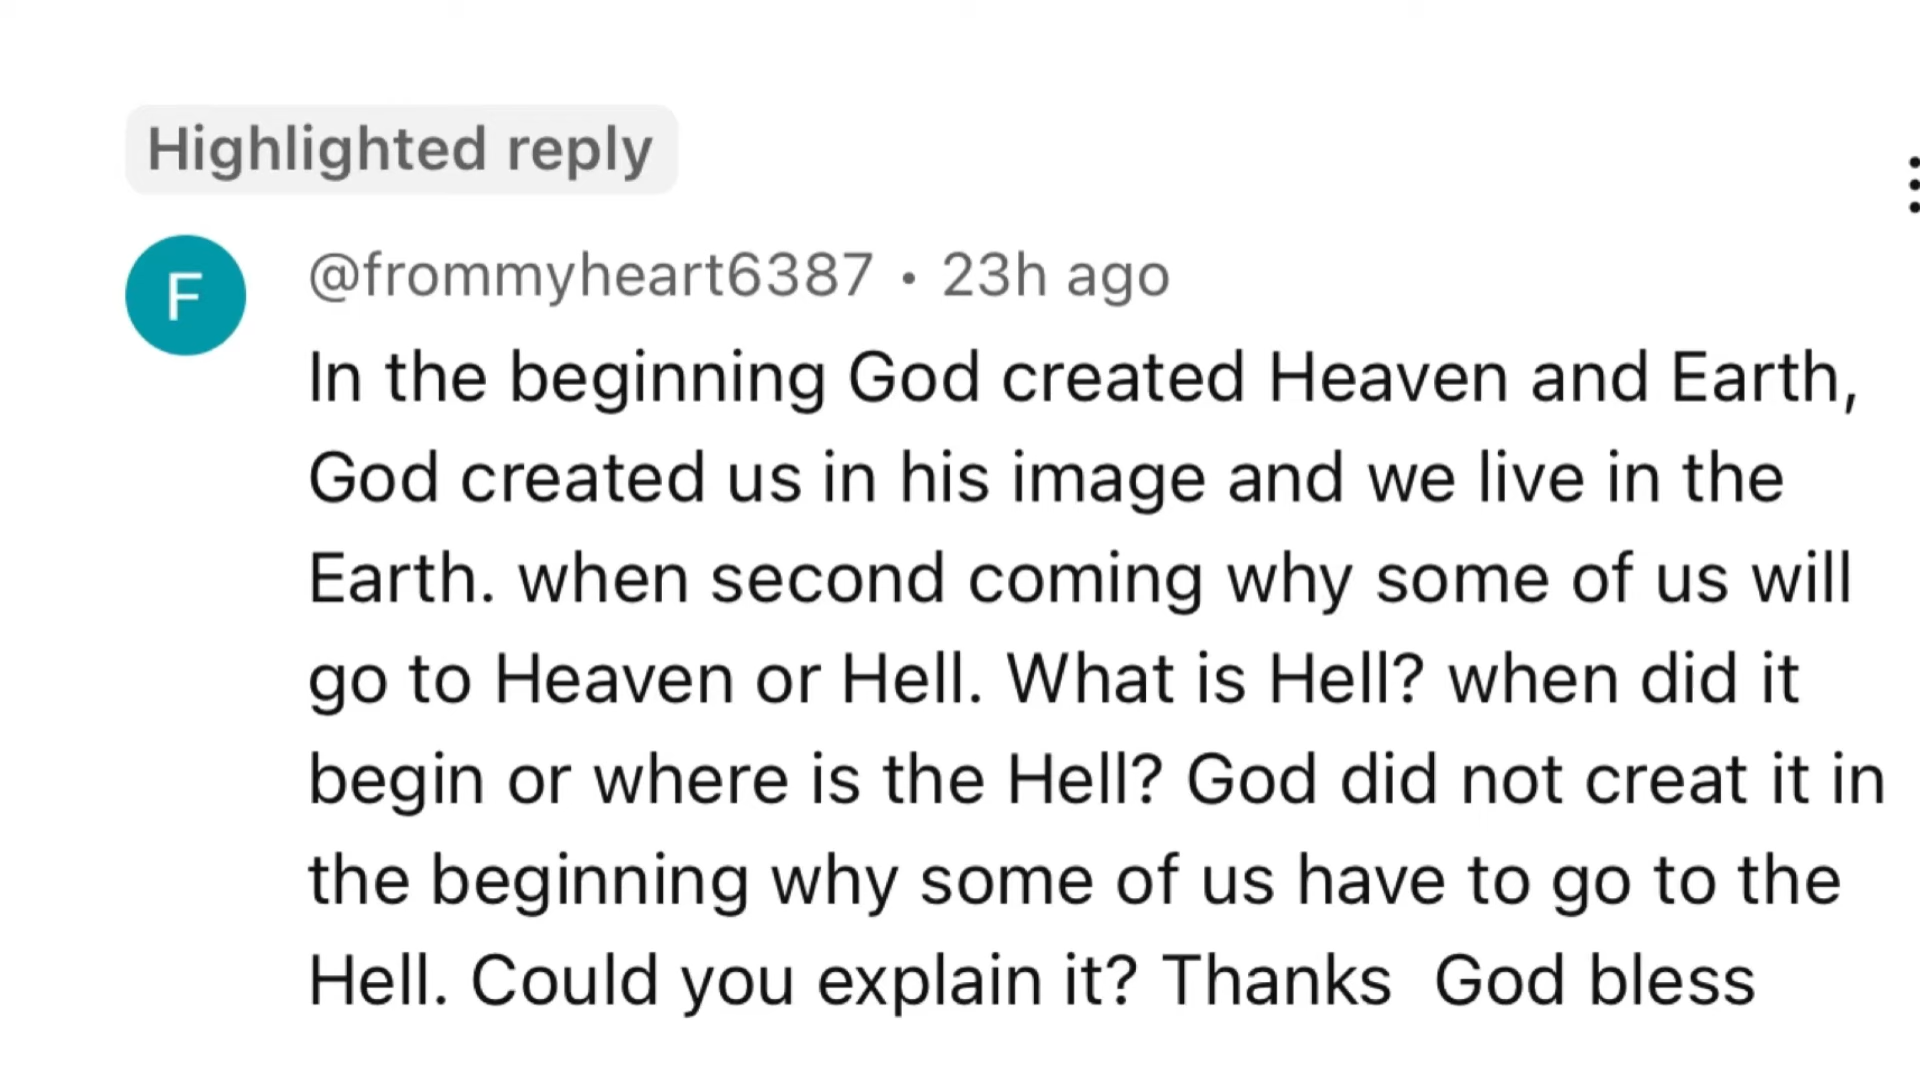 Highlighted reply
F
@frommyheart6387 • 23h ago
In the beginning God created Heaven and Earth,
God created us in his image and we live in the
Earth. when second coming why some of us will
go to Heaven or Hell. What is Hell? when did it
begin or where is the Hell? God did not creat it in
the beginning why some of us have to go to the
Hell. Could you explain it? Thanks  God bless